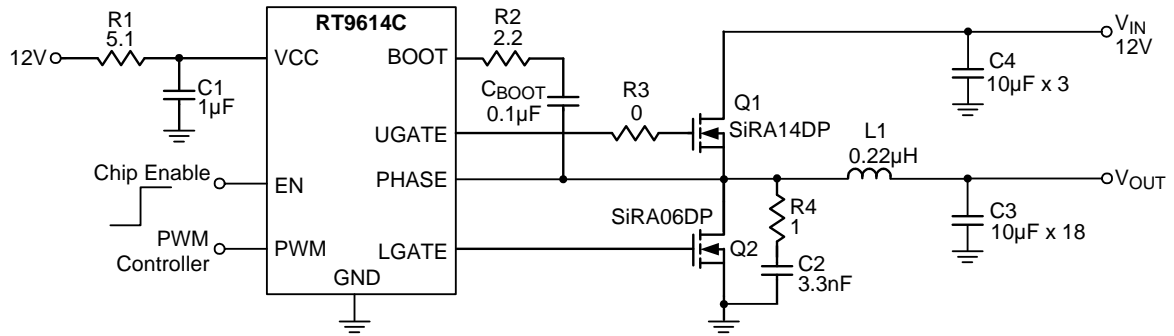 RT9614C
12V
R1
5.1
C1
1µF
VCC
BOOT
R2
2.2
CBOOT
0.1µF
R3
0
UGATE
Q1
SiRA14DP
VIN
12V
C4
10µF x 3
Chip Enable
EN
PHASE
L1
0.22µH
VOUT
SiRA06DP
R4
1
C3
10µF x 18
PWM
Controller
PWM
LGATE
Q2
C2
3.3nF
GND